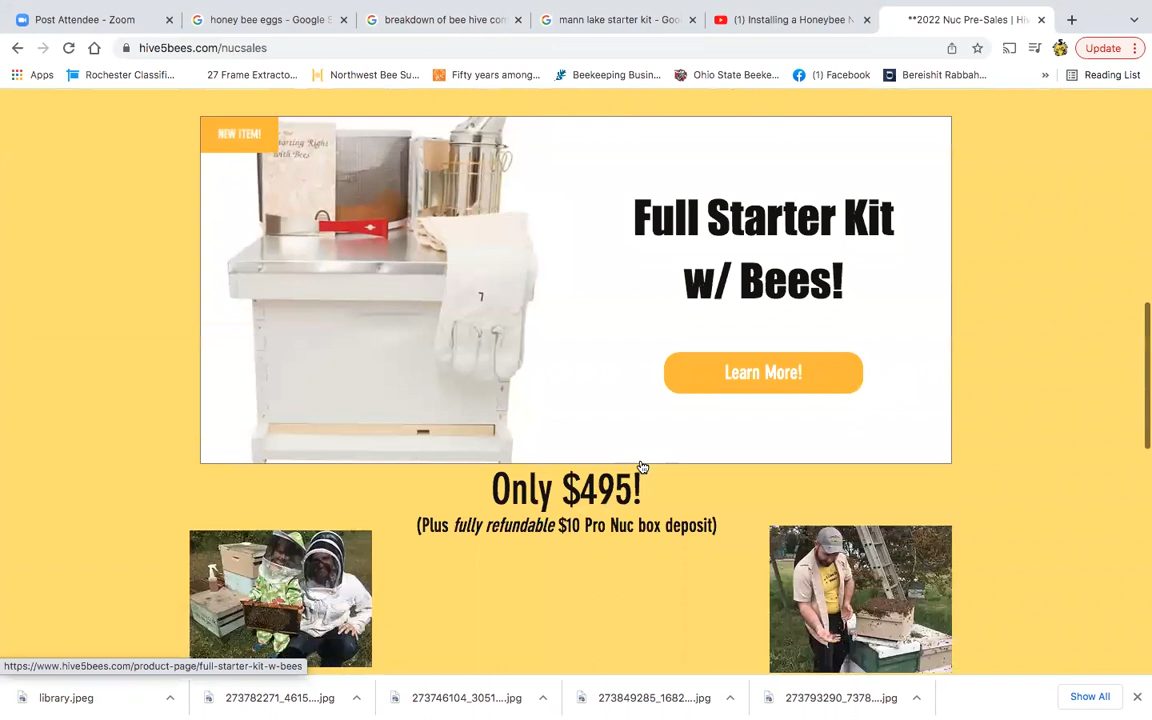 Post Attendee - Zoom
honey bee eggs - Google S
breakdown of bee hive com
mann lake starter kit - Goo
(1) Installing a Honeybee N
**2022 Nuc Pre-Sales | Hiv
hive5bees.com/nucsales
Update
Apps
Rochester Classifi...
27 Frame Extracto...
Northwest Bee Su...
Fifty years among...
Beekeeping Busin...
Ohio State Beeke...
(1) Facebook
Bereishit Rabbah...
»
Reading List
NEW ITEM!
Starting Right
With Bees
Full Starter Kit
w/ Bees!
Learn More!
Only $495!
(Plus fully refundable $10 Pro Nuc box deposit)
https://www.hive5bees.com/product-page/full-starter-kit-w-bees
library.jpeg
273782271_4615....jpg
273746104_3051....jpg
273849285_1682....jpg
273793290_7378....jpg
Show All